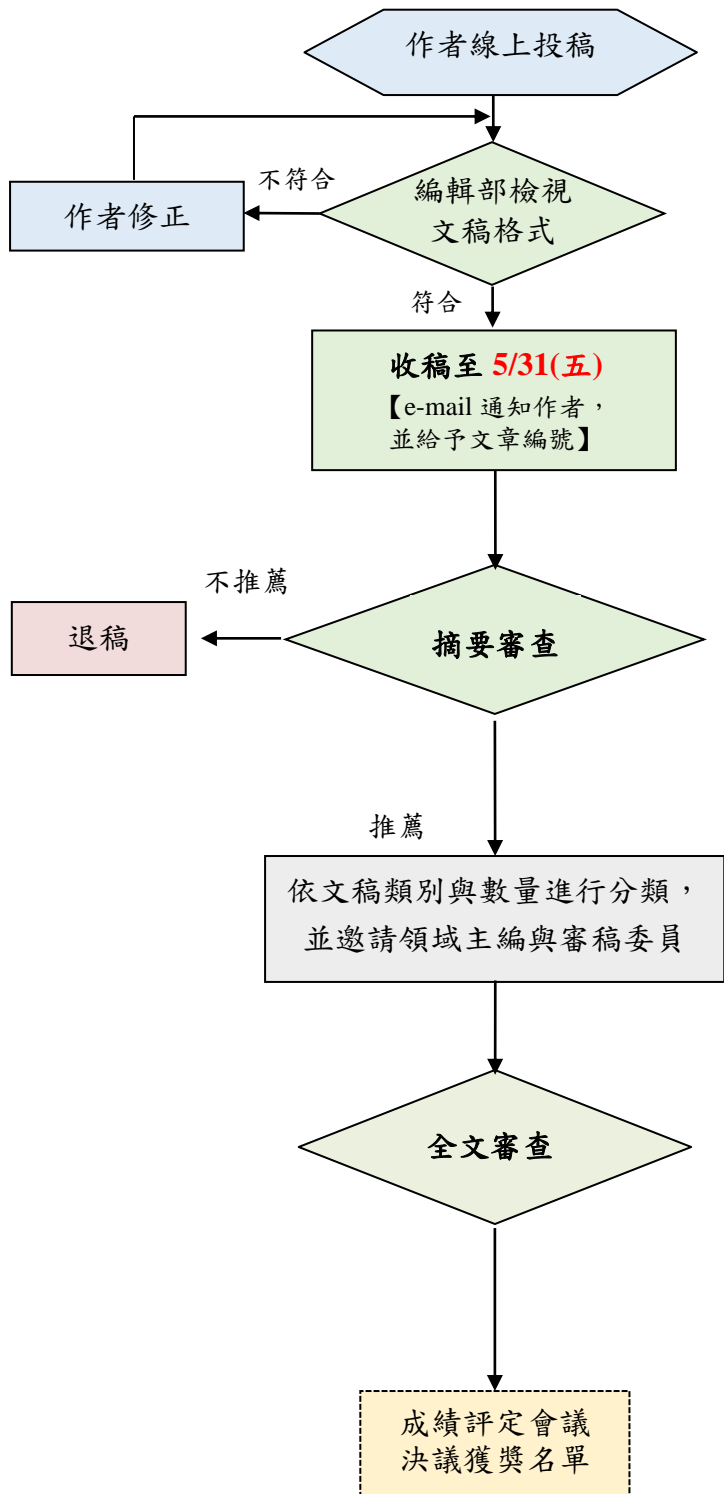 作者線上投稿
不符合
編輯部檢視
文稿格式
作者修正
符合
收稿至 5/31(五)
【e-mail 通知作者，
並給予文章編號】
不推薦
退稿
摘要審查
推薦
依文稿類別與數量進行分類，
並邀請領域主編與審稿委員
全文審查
成績評定會議
決議獲獎名單